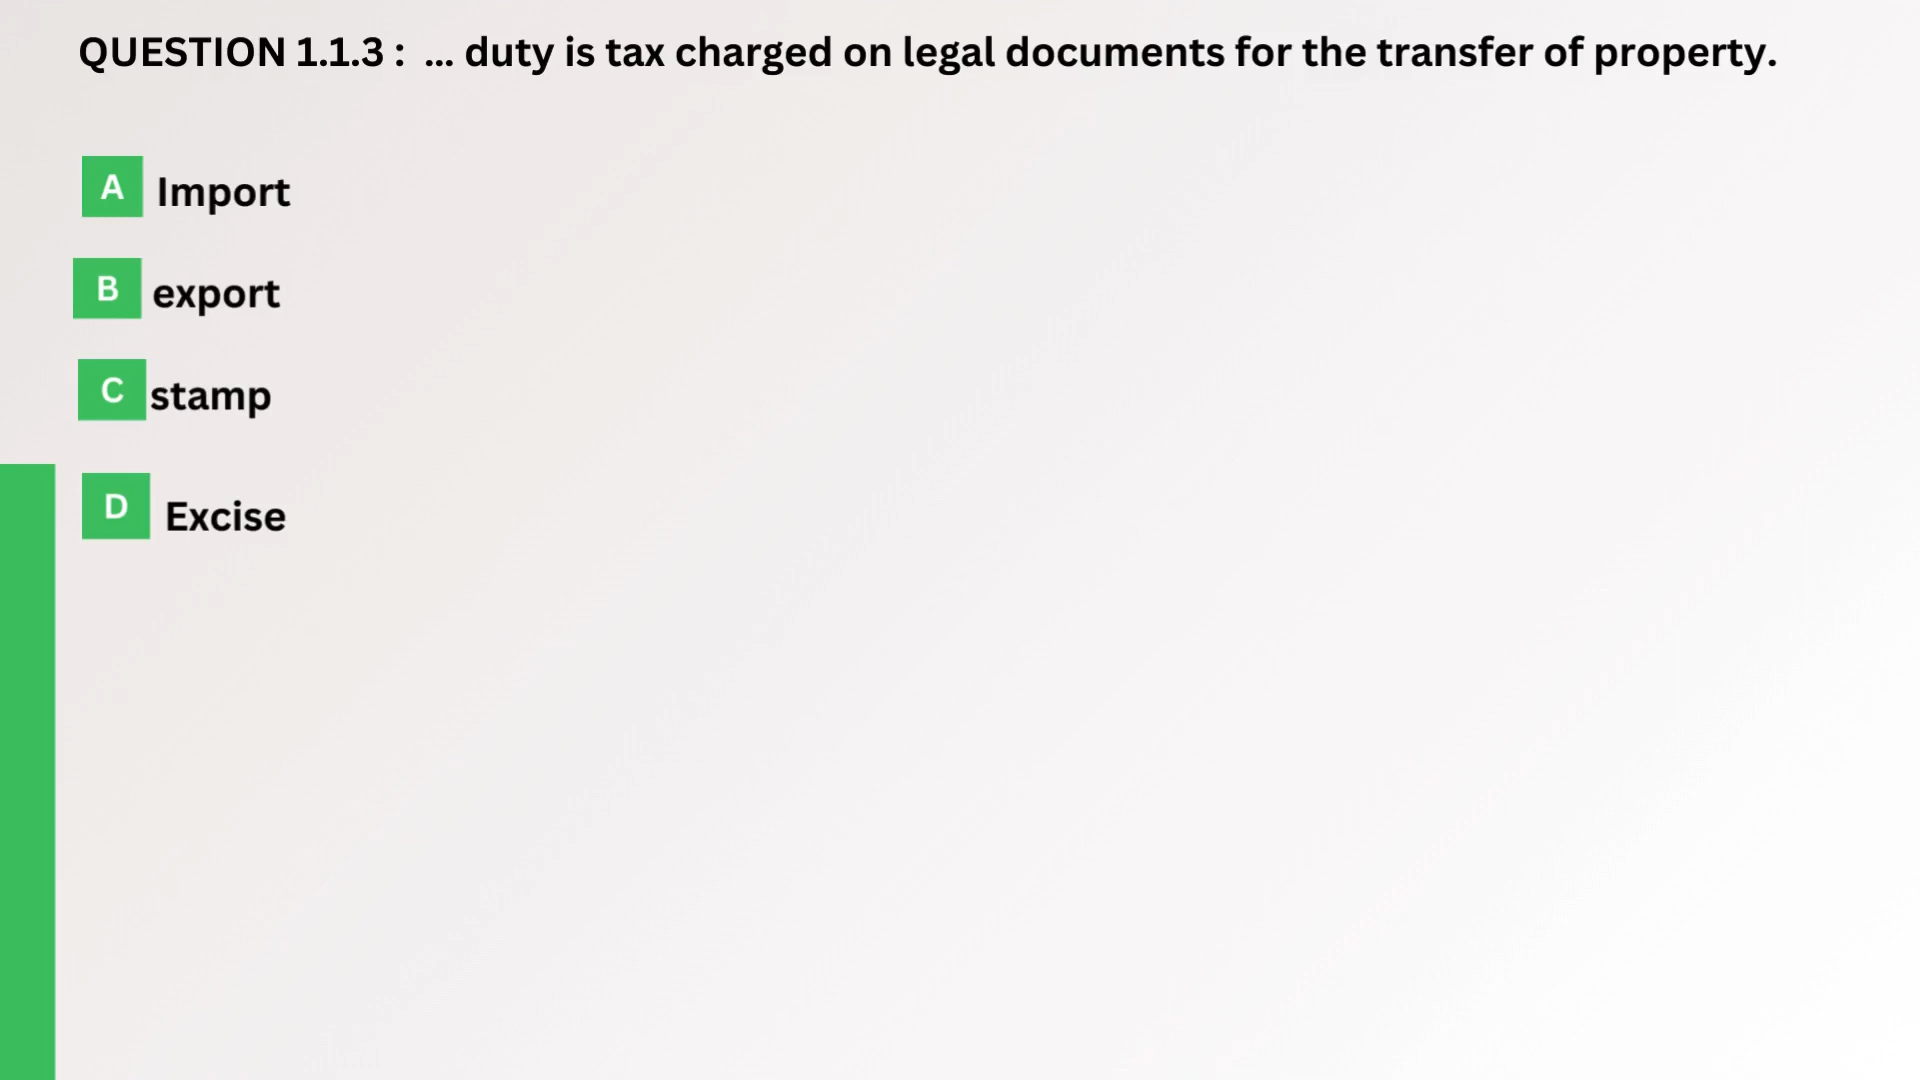 QUESTION 1.1.3 : ... duty is tax charged on legal documents for the transfer of property.
A Import
B export
C stamp
D Excise